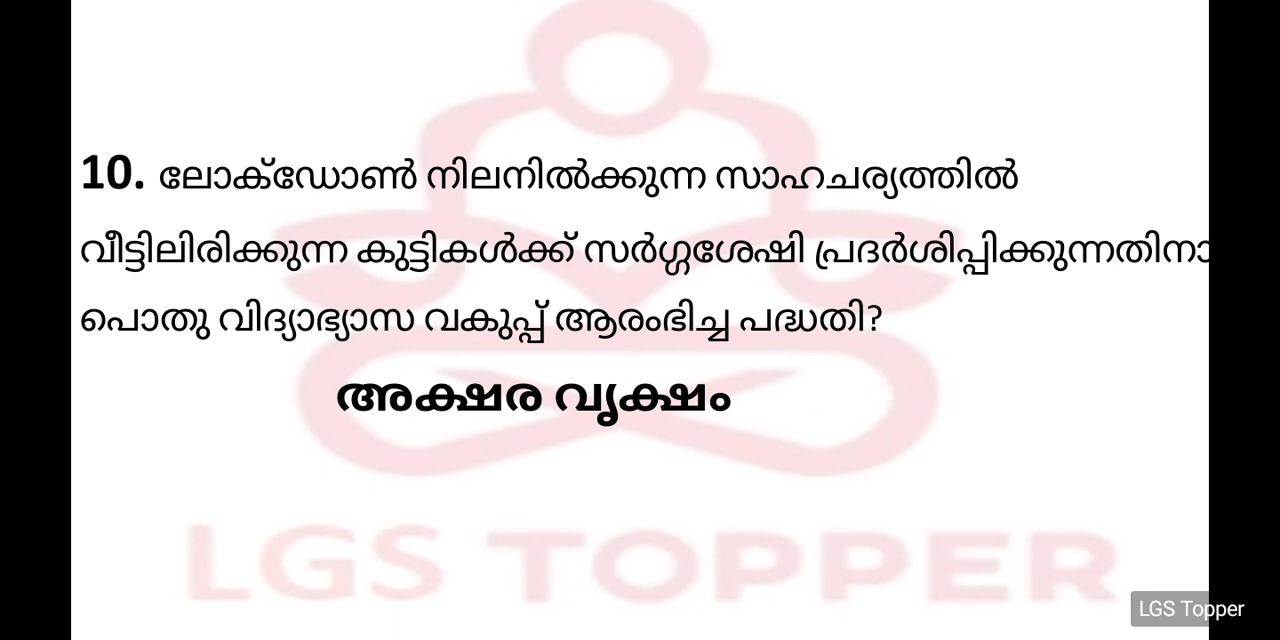 10. ലോക്ഡോൺ നിലനിൽക്കുന്ന സാഹചര്യത്തിൽ
വീട്ടിലിരിക്കുന്ന കുട്ടികൾക്ക് സർഗ്ഗശേഷി പ്രദർശിപ്പിക്കുന്നതിനാ
പൊതു വിദ്യാഭ്യാസ വകുപ്പ് ആരംഭിച്ച പദ്ധതി?
അക്ഷര വൃക്ഷം
LGS TOPPER
LGS Topper